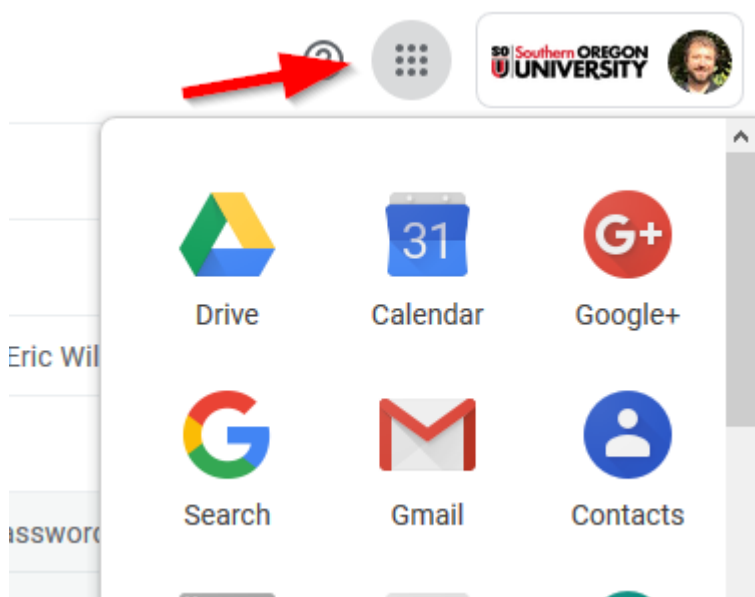 SO Southern OREGON
U UNIVERSITY
31
G+
Drive Calendar Google+
Eric Wil
G
Search Gmail Contacts
assword